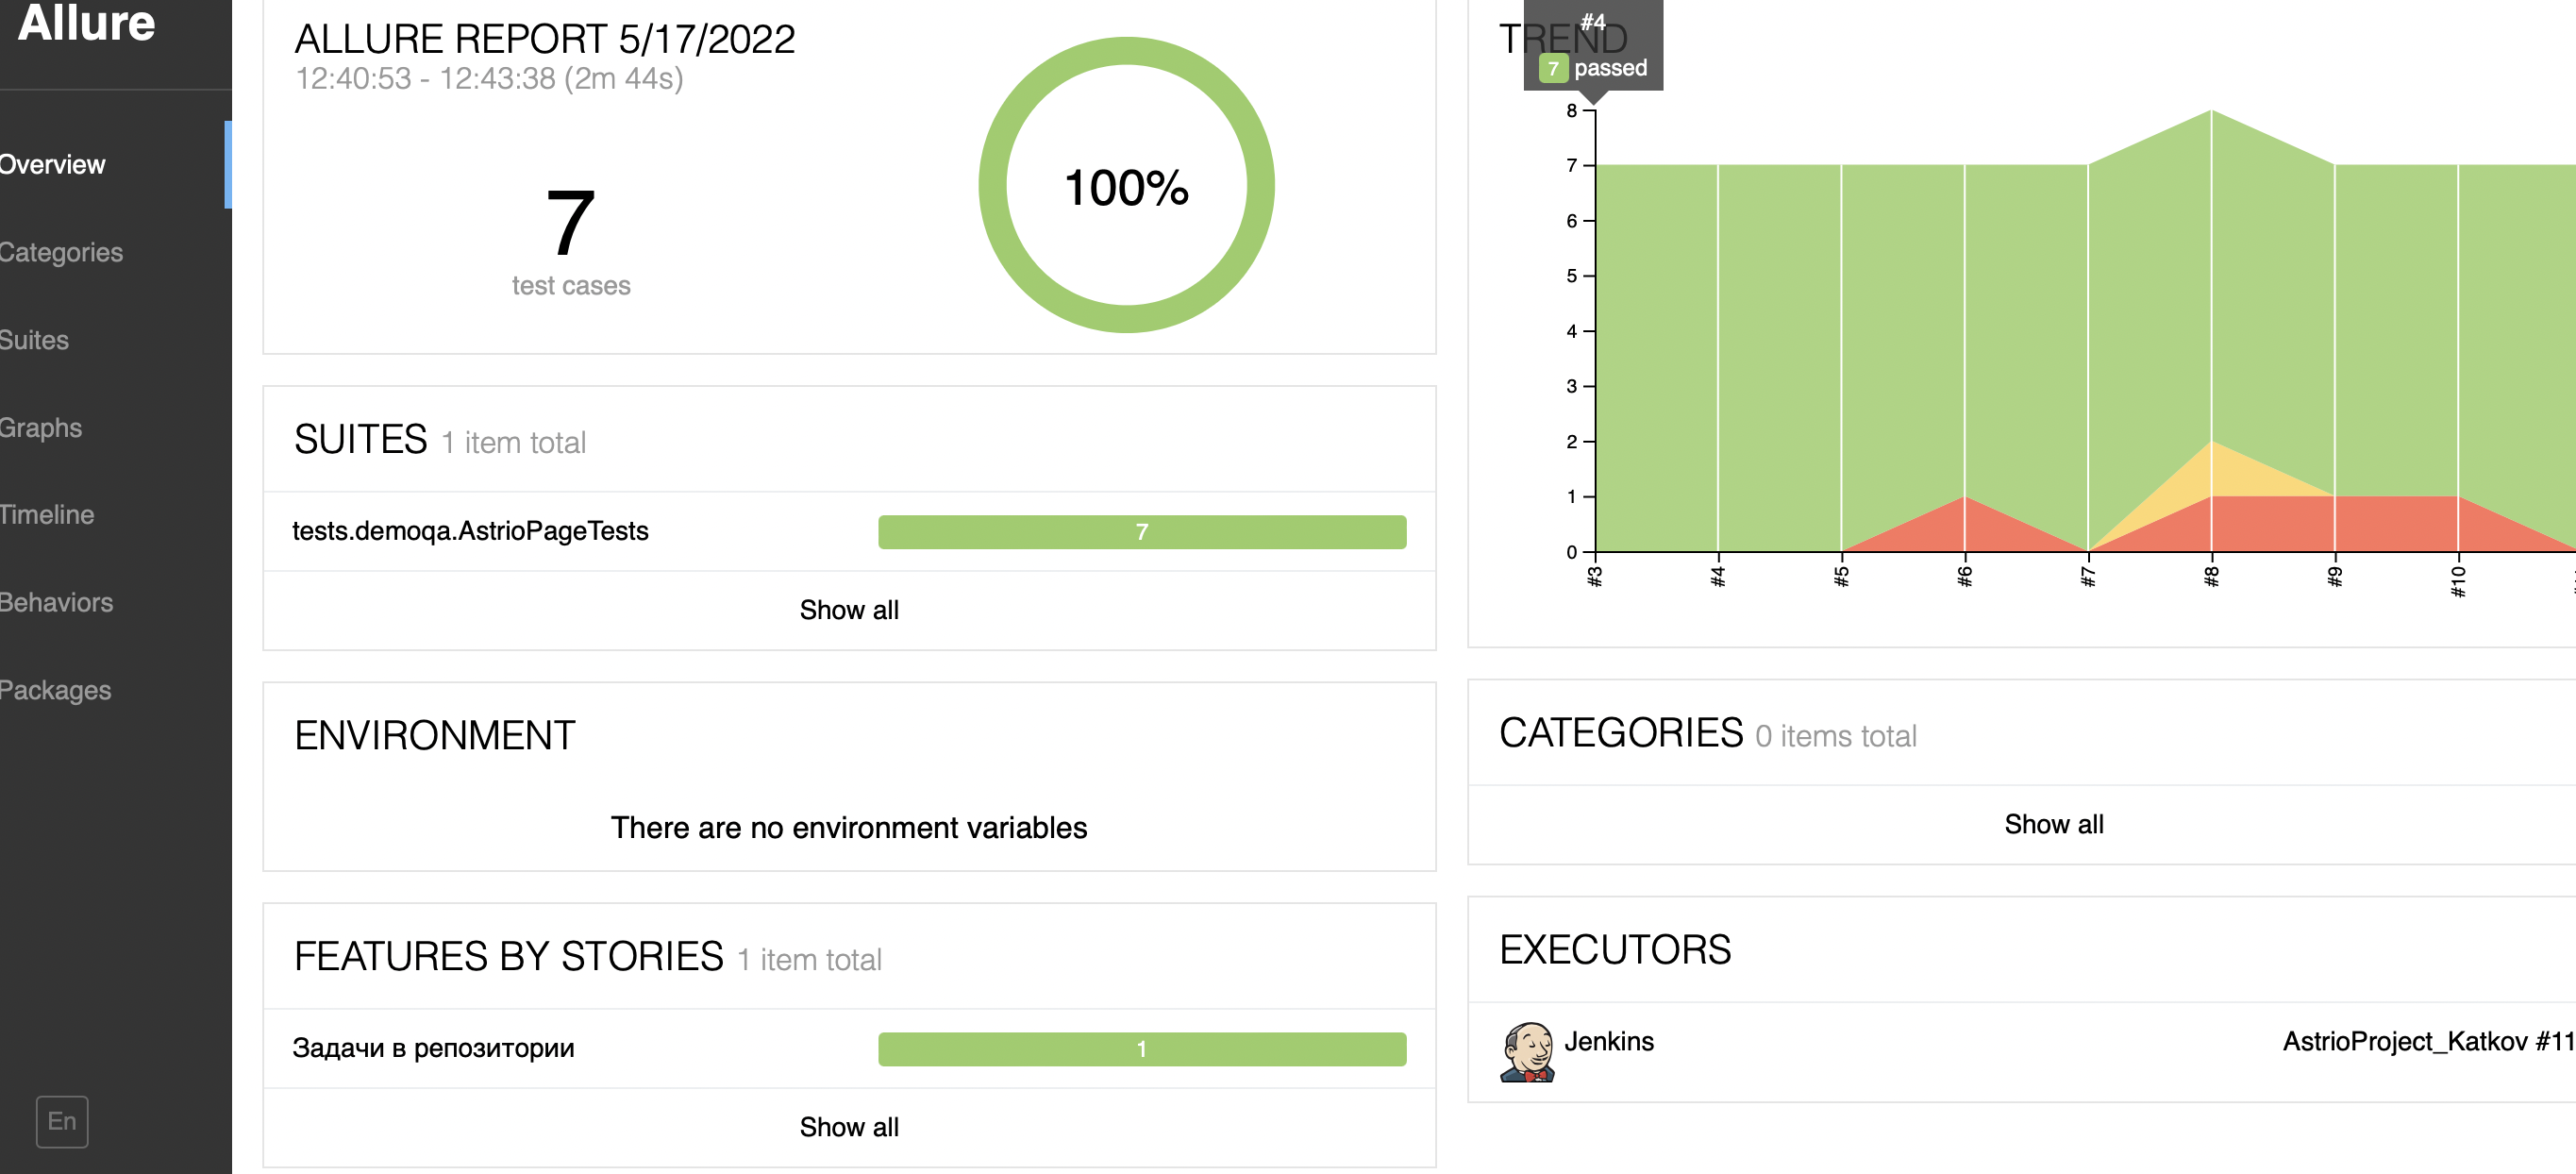 Allure
Overview
Categories
Suites
Graphs
Timeline
Behaviors
Packages
En
ALLURE REPORT 5/17/2022
12:40:53 - 12:43:38 (2m 44s)
7
test cases
100%
SUITES 1 item total
tests.demoqa.AstrioPageTests 7
Show all
ENVIRONMENT
There are no environment variables
FEATURES BY STORIES 1 item total
Задачи в репозитории 1
Show all
TREND
#4
7 passed
8
7
6
5
4
3
2
1
0
#3 #4 #5 #6 #7 #8 #9 #10
CATEGORIES 0 items total
Show all
EXECUTORS
Jenkins AstrioProject_Katkov #11